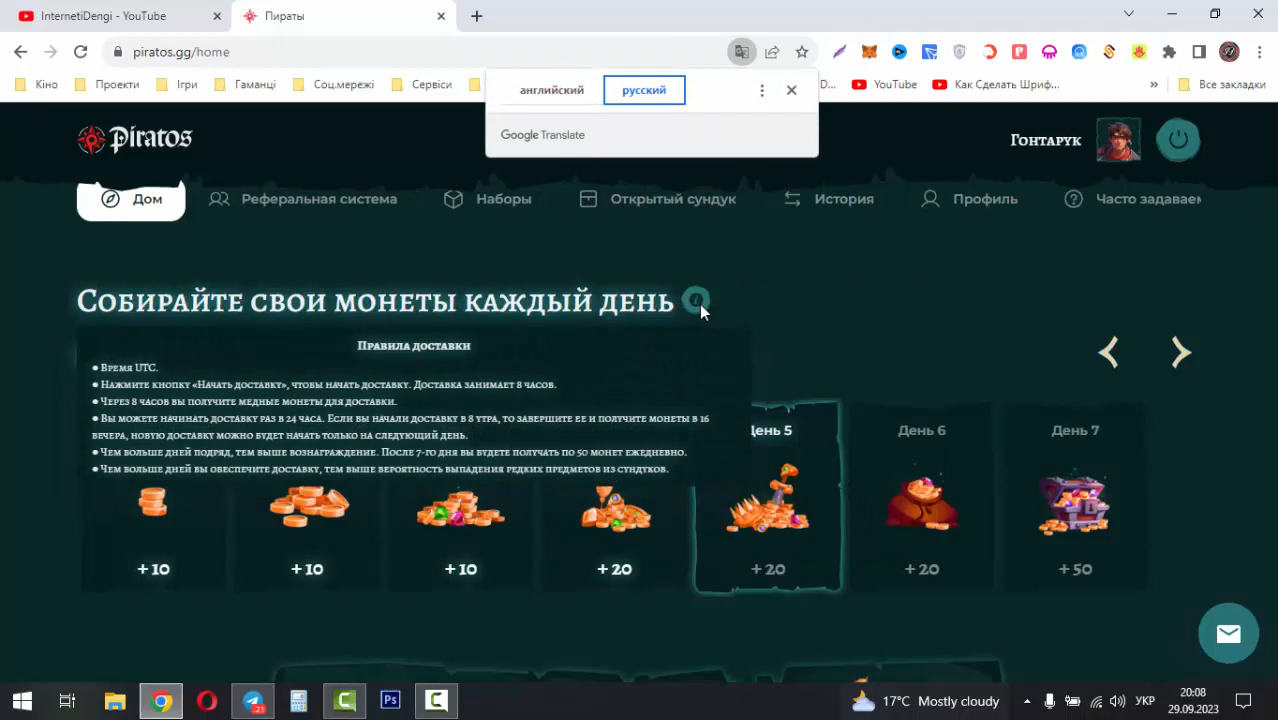 InternetiDengi - YouTube
Пираты
piratos.gg/home
Кіно
Проекти
Ігри
Гаманці
Соц.мережі
Сервіси
D...
YouTube
Как Сделать Шриф...
»
Все закладки
английский
русский
Google Translate
Piratos
Гонтарук
Дом
Реферальная система
Наборы
Открытый сундук
История
Профиль
Часто задавае
Собирайте свои монеты каждый день
Правила доставки
● Время UTC.
● Нажмите кнопку «Начать доставку», чтобы начать доставку. Доставка занимает 8 часов.
● Через 8 часов вы получите медные монеты для доставки.
● Вы можете начинать доставку раз в 24 часа. Если вы начали доставку в 8 утра, то завершите ее и получите монеты в 16
вечера, новую доставку можно будет начать только на следующий день.
● Чем больше дней подряд, тем выше вознаграждение. После 7-го дня вы будете получать по 50 монет ежедневно.
● Чем больше дней вы обеспечите доставку, тем выше вероятность выпадения редких предметов из сундуков.
День 5
День 6
День 7
+10
+10
+10
+20
+20
+20
+50
21
Ps
17°C Mostly cloudy
УКР
20:08
29.09.2023